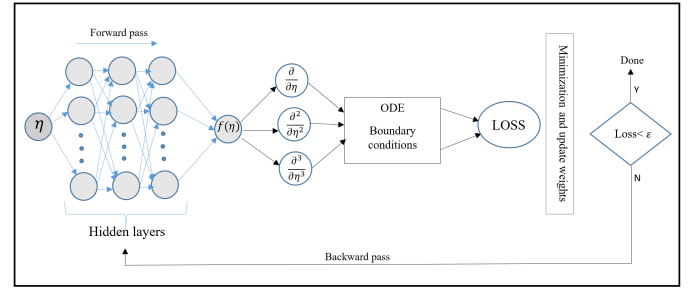 Forward pass
η
Hidden layers
f(η)
∂
∂η
∂²
∂η²
∂³
∂η³
ODE
Boundary
conditions
LOSS
Minimization and update weights
Done
Y
Loss< ε
N
Backward pass